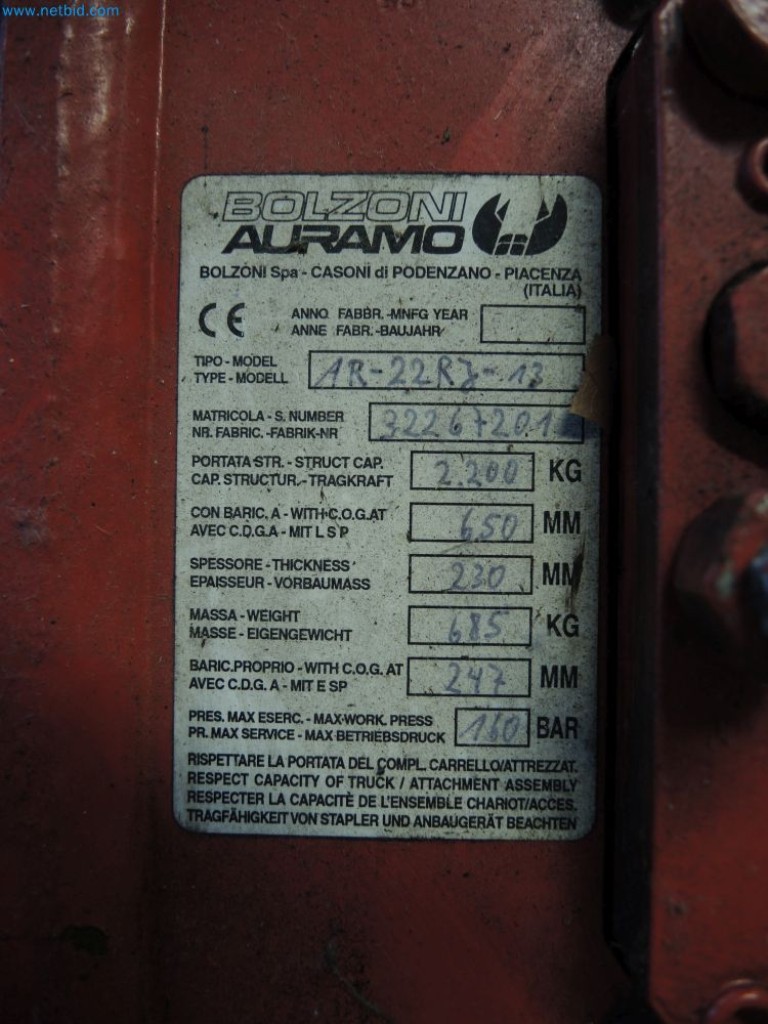 www.netbid.com
BOLZONI
AURAMO
BOLZONI Spa - CASONI di PODENZANO - PIACENZA
(ITALIA)
CE
ANNO FABBR. - MNFG YEAR
ANNE FABR. - BAUJAHR
TIPO - MODEL
TYPE - MODELL
AR-22RJ-13
MATRICOLA - S. NUMBER
NR. FABRIC. - FABRIK-NR
PORTATA STR. - STRUCT CAP.
CAP. STRUCTUR. - TRAGKRAFT
2.200 KG
CON BARIC. A - WITH C.O.G. AT
AVEC C.D.G.A - MIT L S P
650 MM
SPESSORE - THICKNESS
EPAISSEUR - VORBAUMASS
230 MM
MASSA - WEIGHT
MASSE - EIGENGEWICHT
685 KG
BARIC.PROPRIO - WITH C.O.G. AT
AVEC C.D.G. A - MIT E SP
247 MM
PRES. MAX ESERC. - MAX WORK. PRESS
PR. MAX SERVICE - MAX BETRIEBSDRUCK
160 BAR
RISPETTARE LA PORTATA DEL COMPL. CARRELLO/ATTREZZAT.
RESPECT CAPACITY OF TRUCK / ATTACHMENT ASSEMBLY
RESPECTER LA CAPACITÈ DE L'ENSEMBLE CHARIOT/ACCES.
TRAGFÄHIGKEIT VON STAPLER UND ANBAUGERÄT BEACHTEN